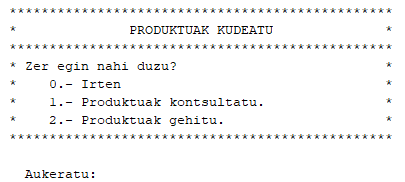 ************************************************
* PRODUKTUAK KUDEATU *
************************************************
* Zer egin nahi duzu? *
* 0.- Irten *
* 1.- Produktuak kontsultatu. *
* 2.- Produktuak gehitu. *
************************************************
Aukeratu: